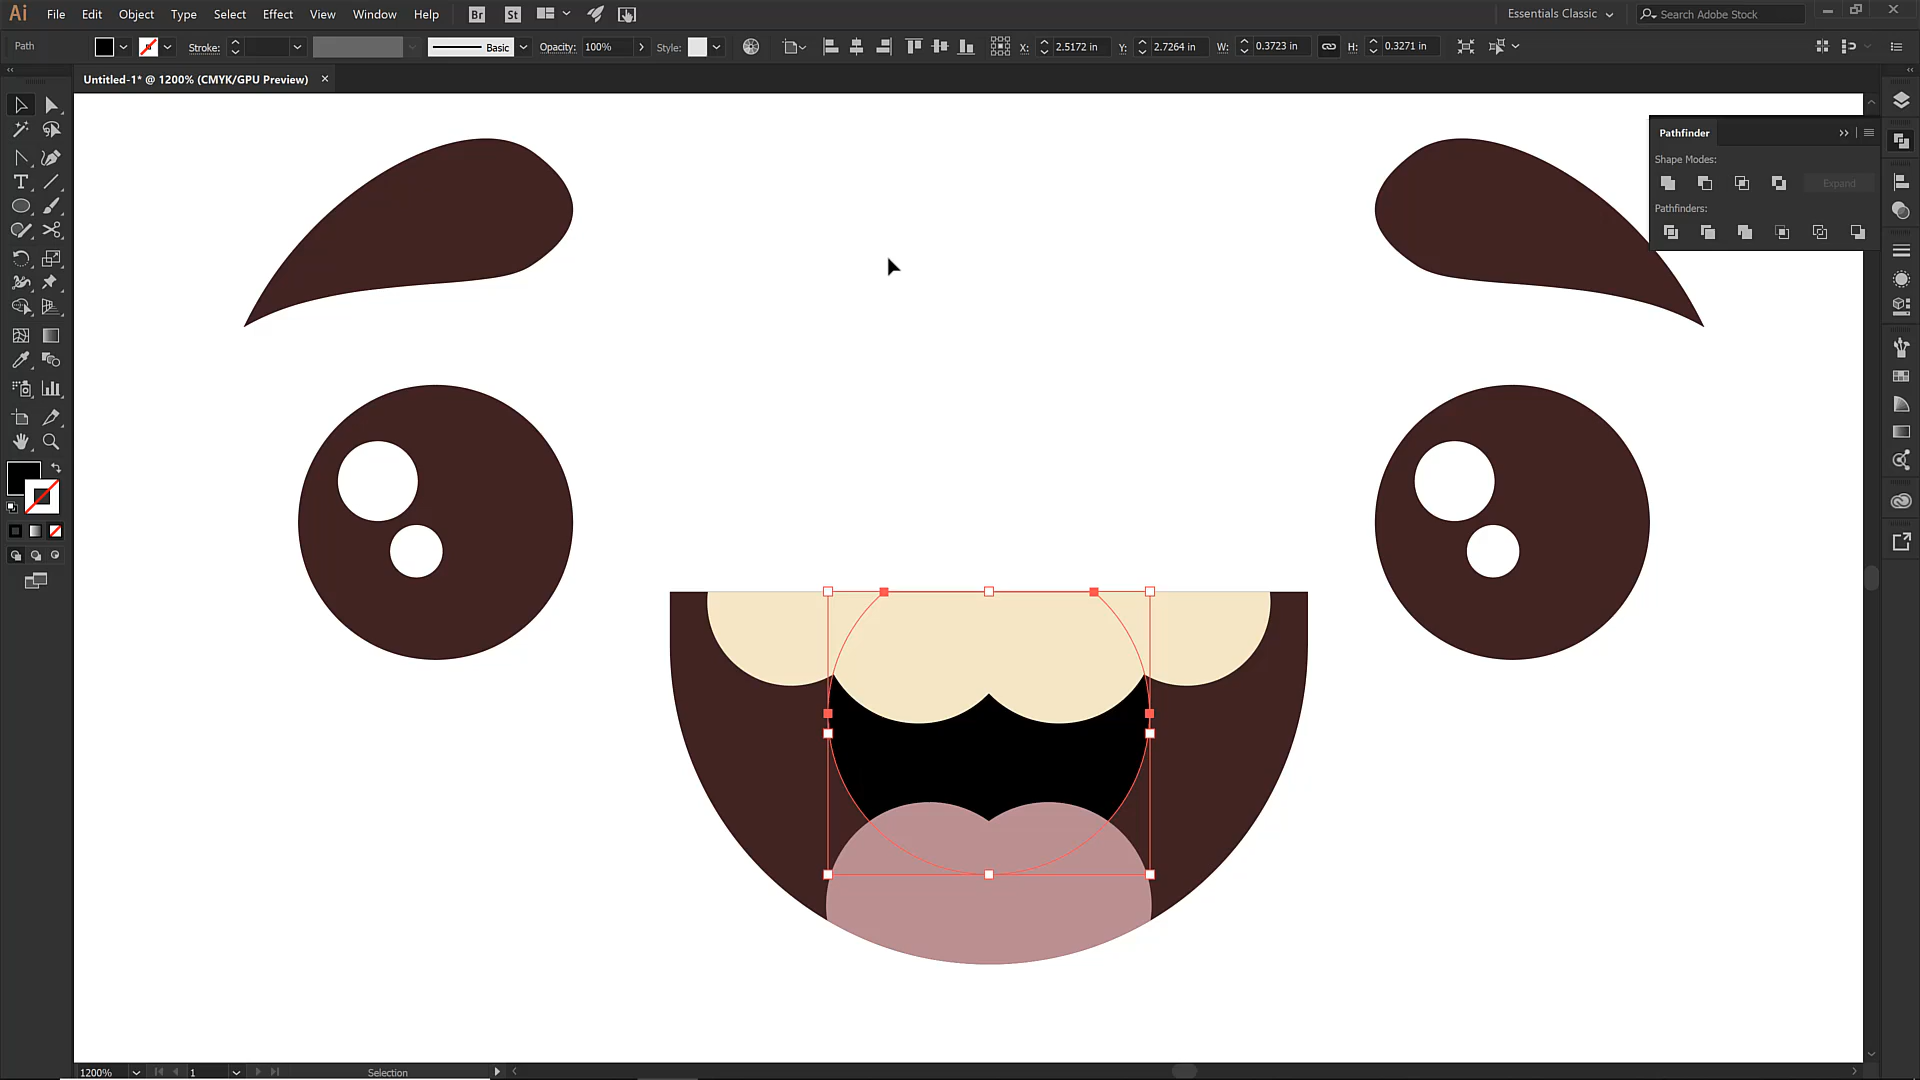 Ai File Edit Object Type Select Effect View Window Help Br St Essentials Classic Search Adobe Stock
Path Stroke: Basic Opacity: 100% Style: X: 2.5172 in Y: 2.7264 in W: 0.3723 in H: 0.3271 in
Untitled-1* @ 1200% (CMYK/GPU Preview)
Pathfinder
Shape Modes:
Expand
Pathfinders:
1200% 1 Selection